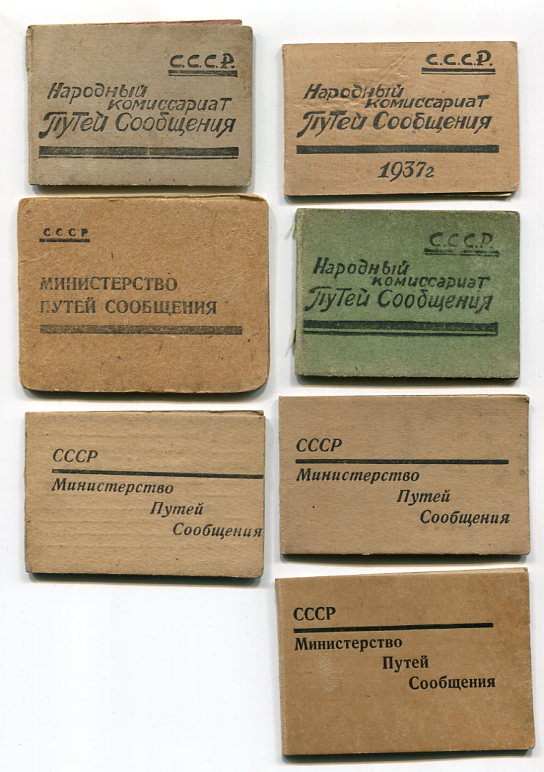 С.С.С.Р.
Народный
комиссариат
Путей Сообщения
С.С.С.Р.
Народный
комиссариат
Путей Сообщения
1937г
СССР
МИНИСТЕРСТВО
ПУТЕЙ СООБЩЕНИЯ
С.С.С.Р.
Народный
комиссариат
Путей Сообщения
СССР
Министерство
Путей
Сообщения
СССР
Министерство
Путей
Сообщения
СССР
Министерство
Путей
Сообщения